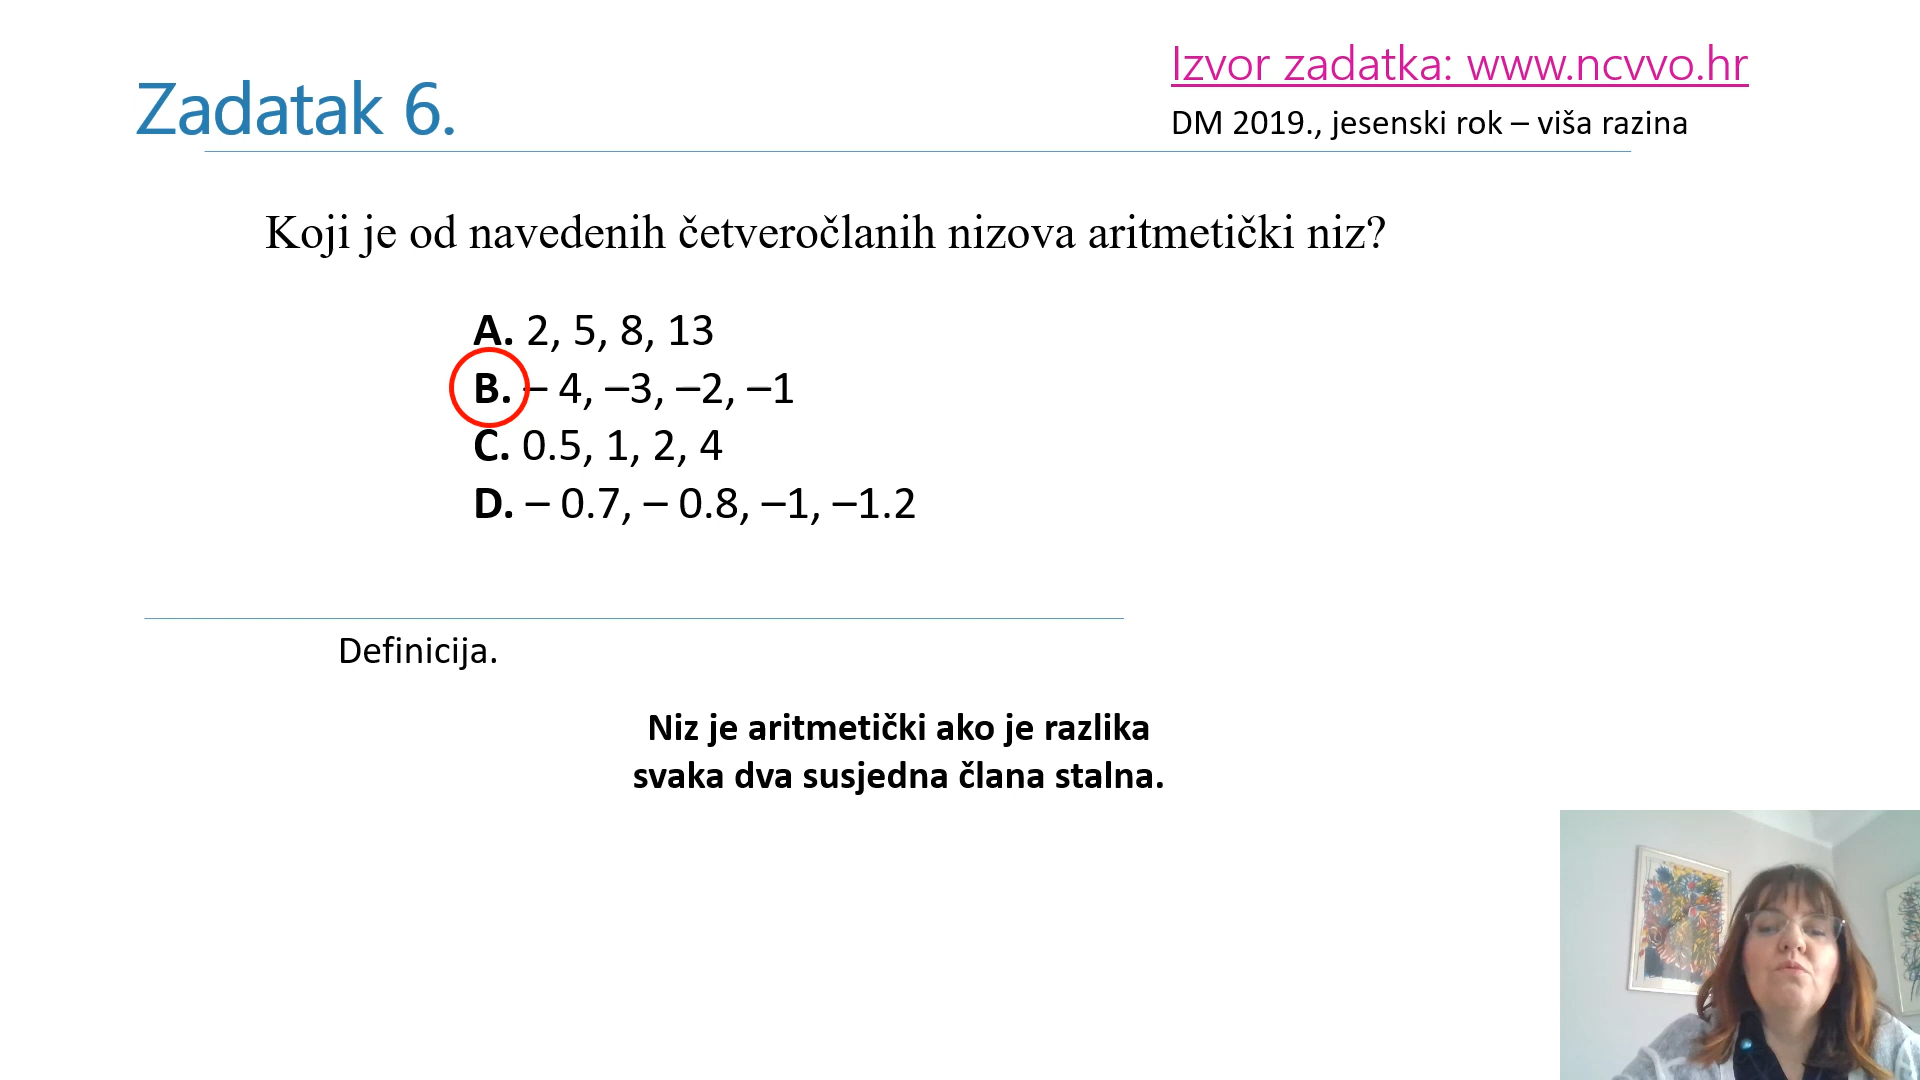 Zadatak 6.
Izvor zadatka: www.ncvvo.hr
DM 2019., jesenski rok – viša razina
Koji je od navedenih četveročlanih nizova aritmetički niz?
A. 2, 5, 8, 13
B. – 4, –3, –2, –1
C. 0.5, 1, 2, 4
D. – 0.7, – 0.8, –1, –1.2
Definicija.
Niz je aritmetički ako je razlika
svaka dva susjedna člana stalna.